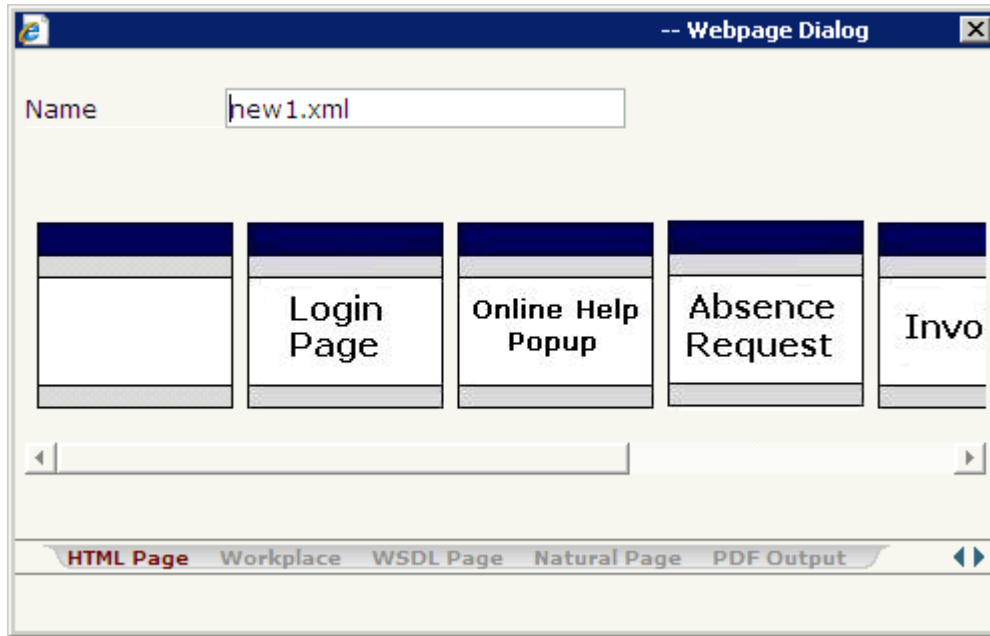 -- Webpage Dialog
Name
new1.xml
Login
Page
Online Help
Popup
Absence
Request
Invo
HTML Page Workplace WSDL Page Natural Page PDF Output